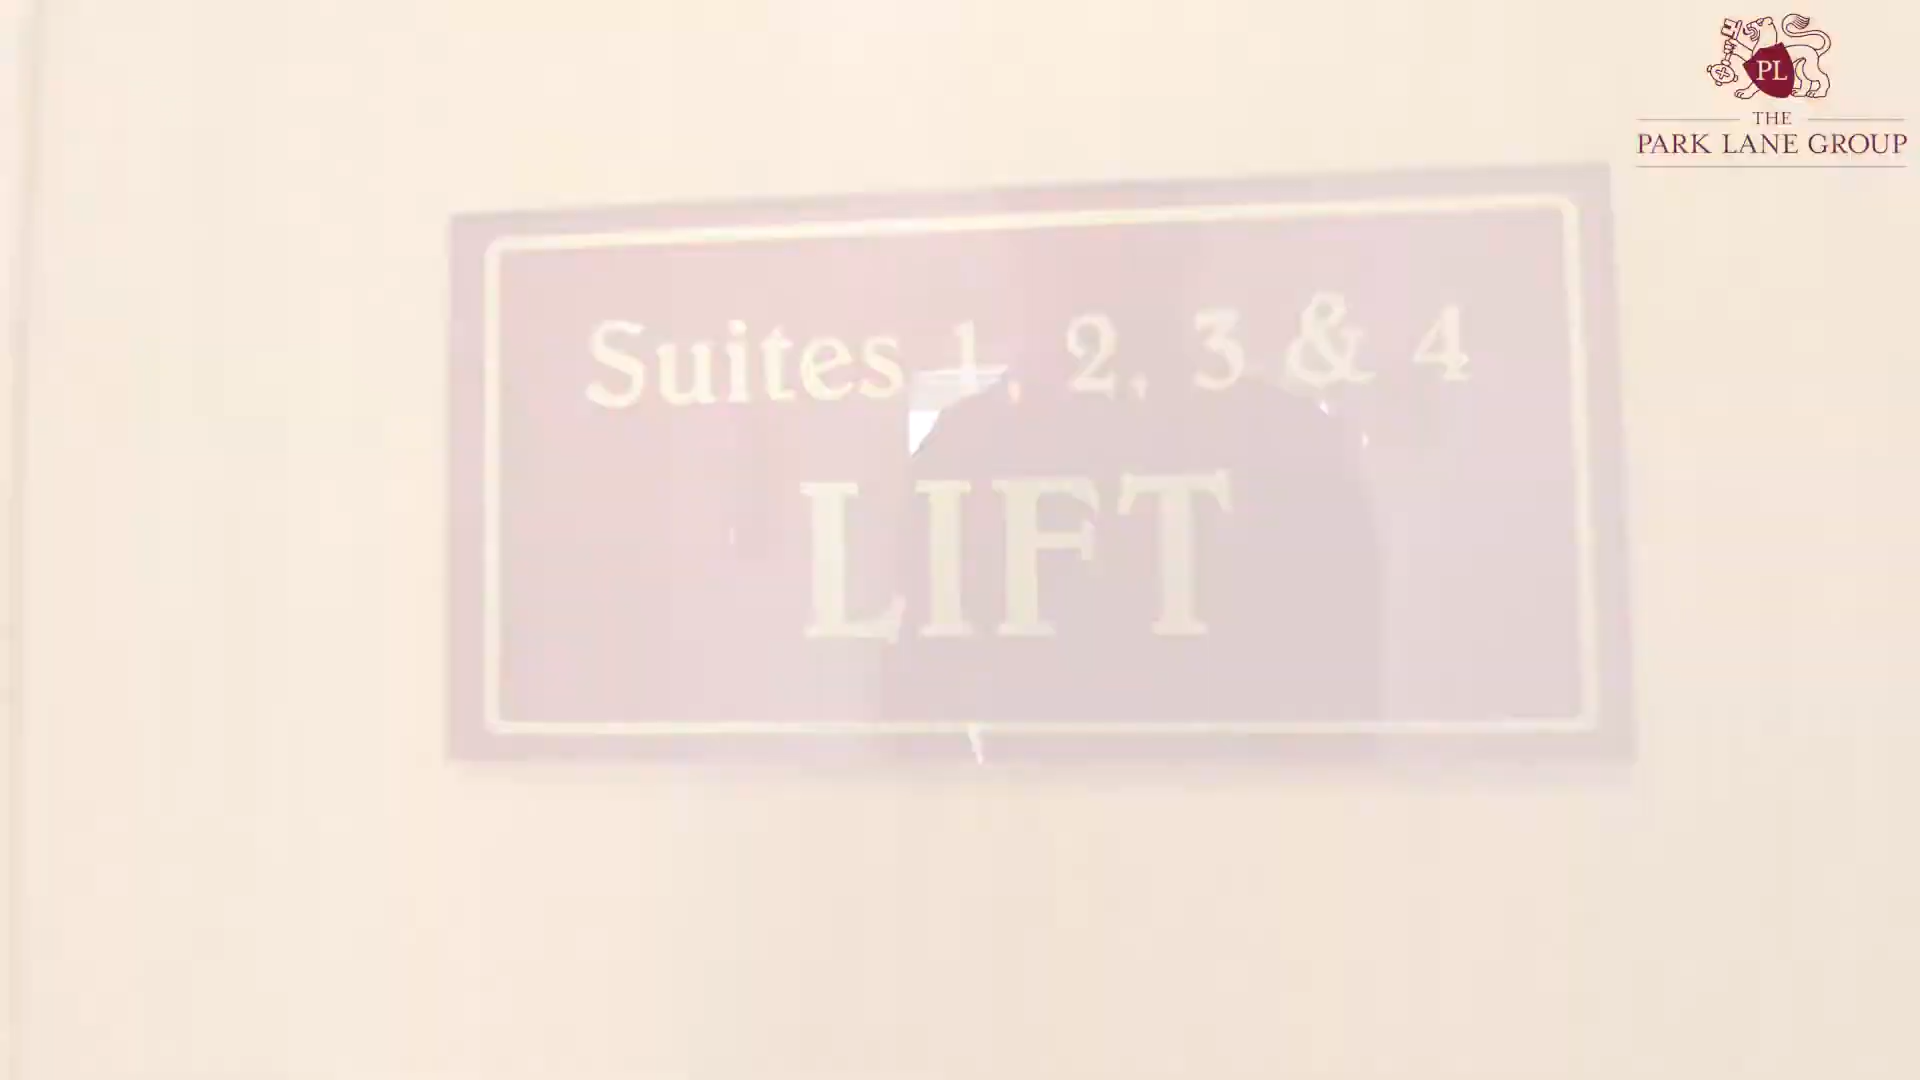 PL
THE
PARK LANE GROUP
Suites 1, 2, 3 & 4
LIFT